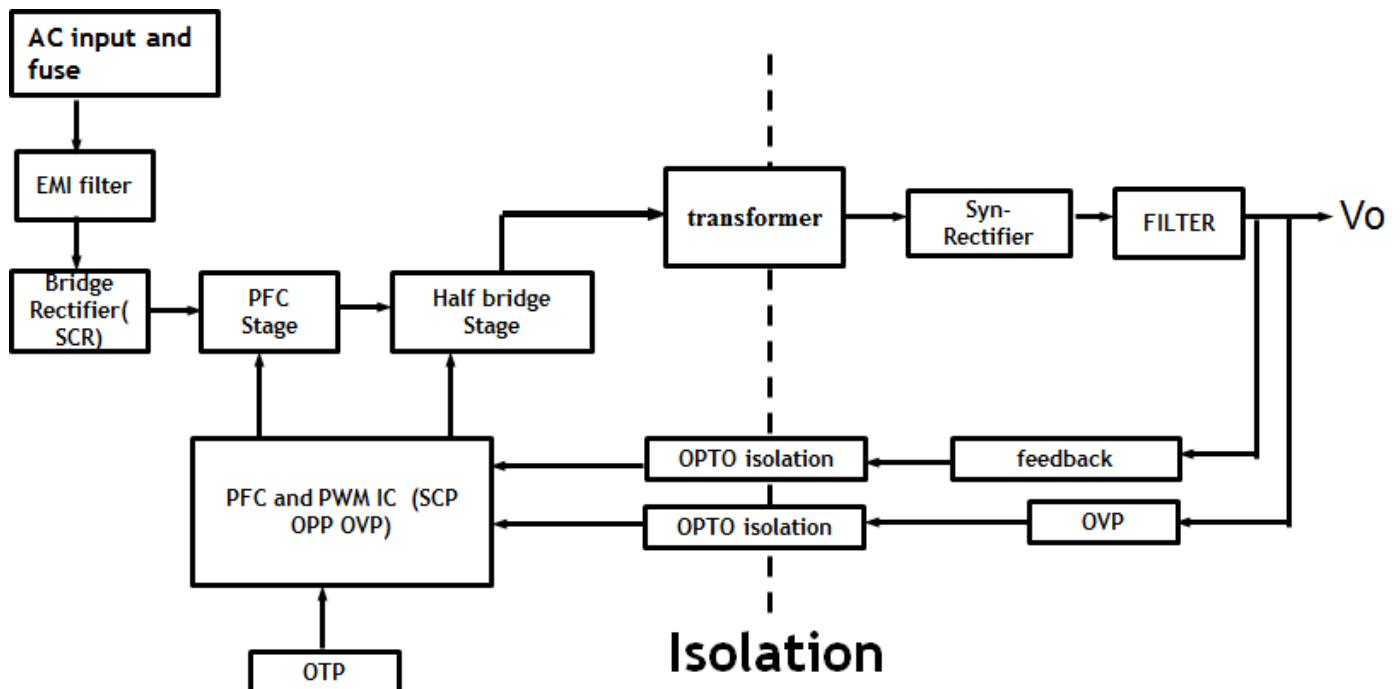 AC input and
fuse
EMI filter
Bridge
Rectifier(
SCR)
PFC
Stage
Half bridge
Stage
transformer
Syn-
Rectifier
FILTER
Vo
OPTO isolation
feedback
PFC and PWM IC (SCP
OPP OVP)
OPTO isolation
OVP
OTP
Isolation